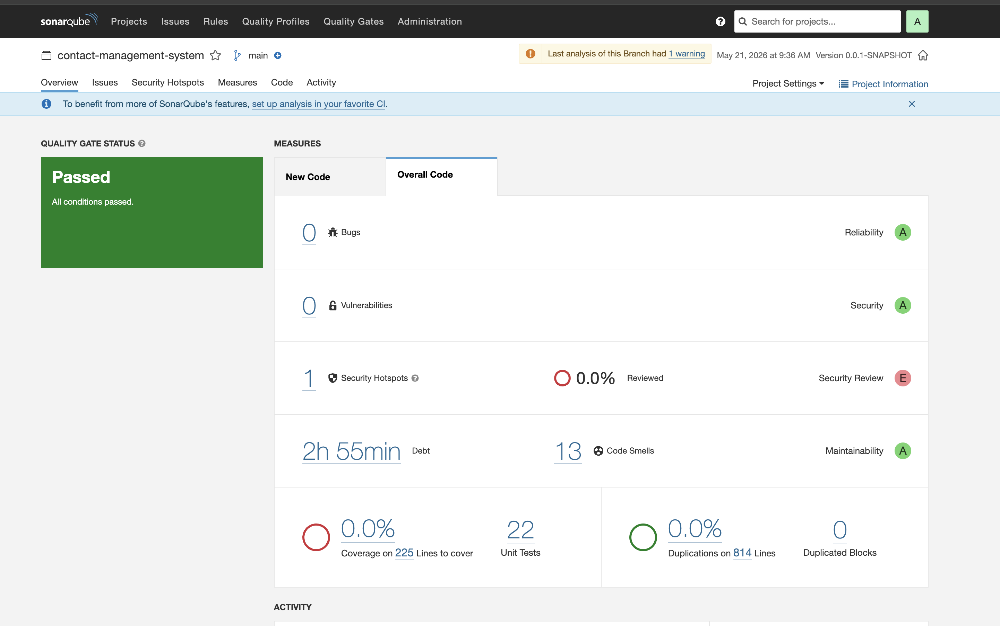 sonarqube Projects Issues Rules Quality Profiles Quality Gates Administration ? Search for projects... A
contact-management-system main Last analysis of this Branch had 1 warning May 21, 2026 at 9:36 AM Version 0.0.1-SNAPSHOT
Overview Issues Security Hotspots Measures Code Activity Project Settings Project Information
To benefit from more of SonarQube's features, set up analysis in your favorite CI.
QUALITY GATE STATUS ?
Passed
All conditions passed.
MEASURES
New Code Overall Code
0 Bugs Reliability A
0 Vulnerabilities Security A
1 Security Hotspots ? 0.0% Reviewed Security Review E
2h 55min Debt 13 Code Smells Maintainability A
0.0% 22 0.0% 0
Coverage on 225 Lines to cover Unit Tests Duplications on 814 Lines Duplicated Blocks
ACTIVITY